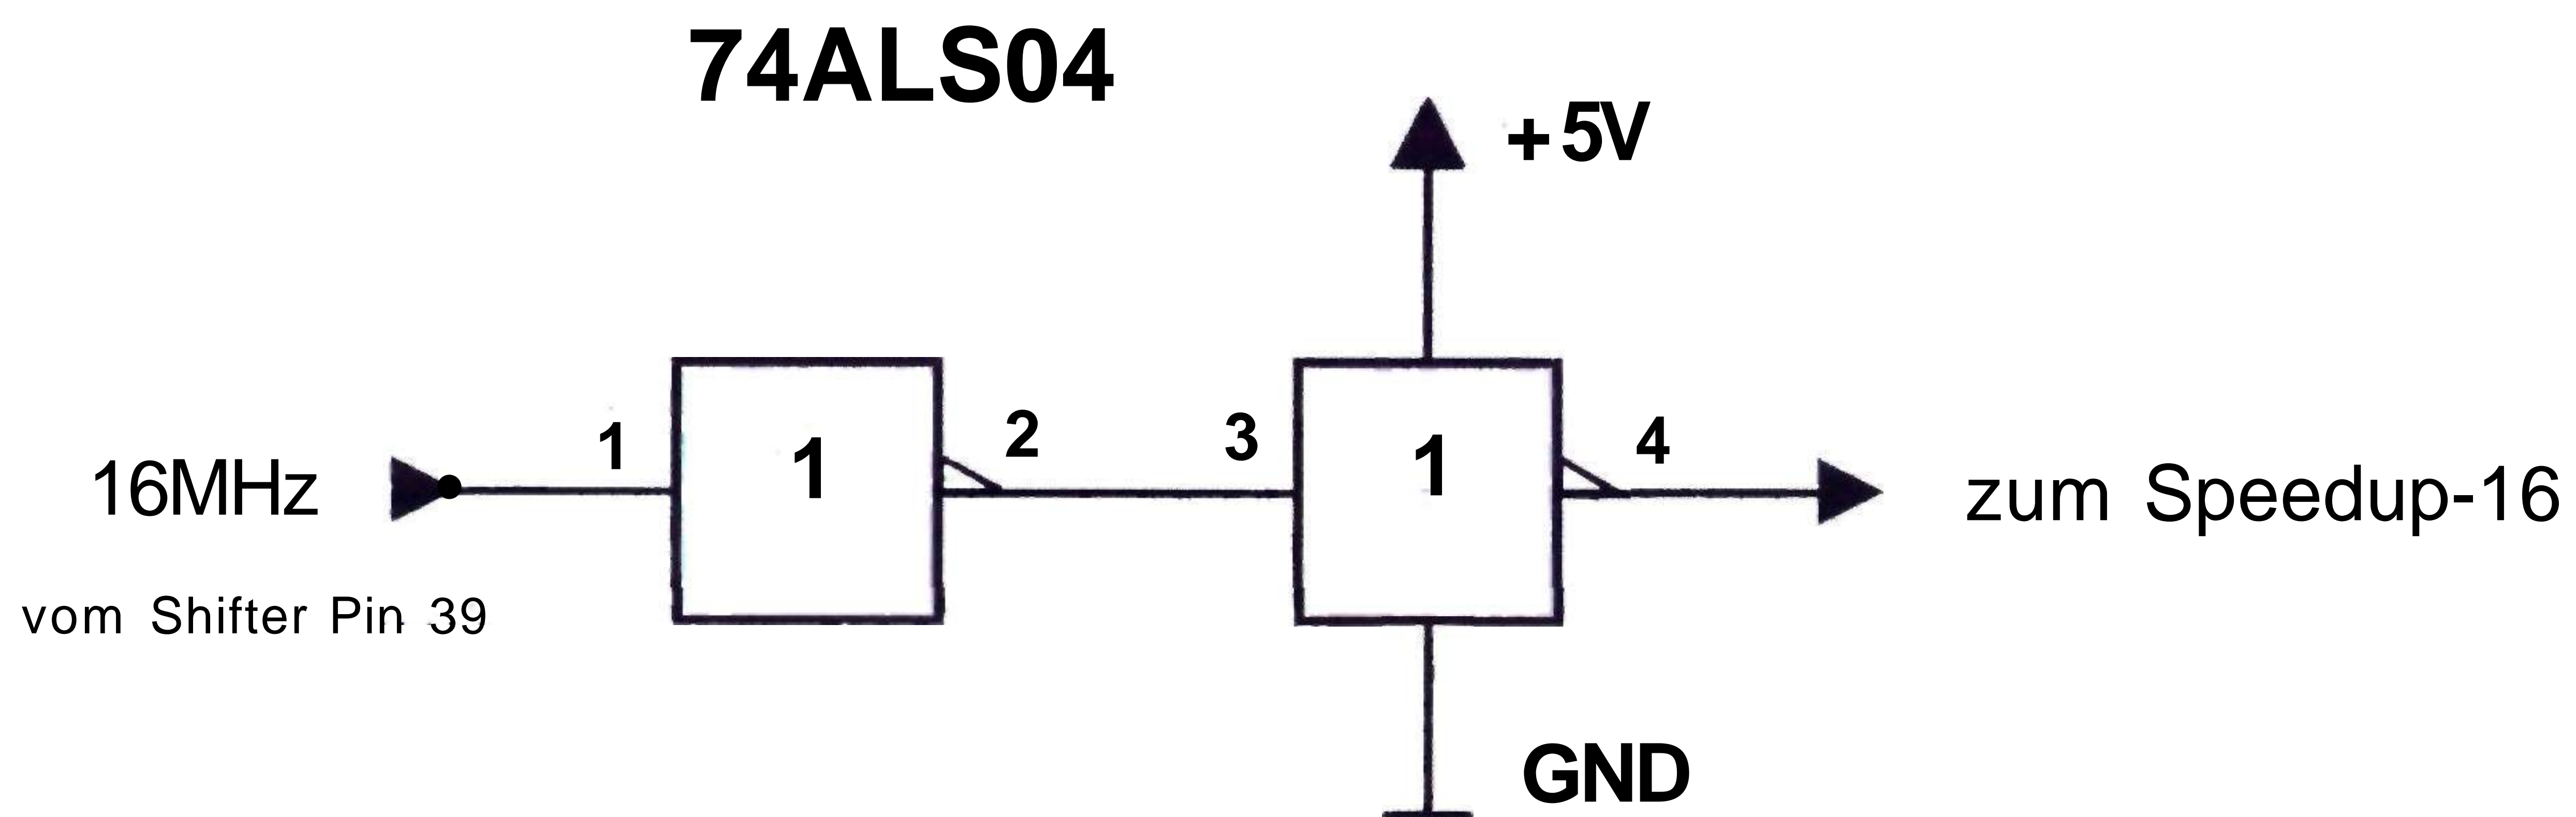 74ALS04
+5V
1
1
2
3
1
4
16MHz
zum Speedup-16
vom Shifter Pin 39
GND